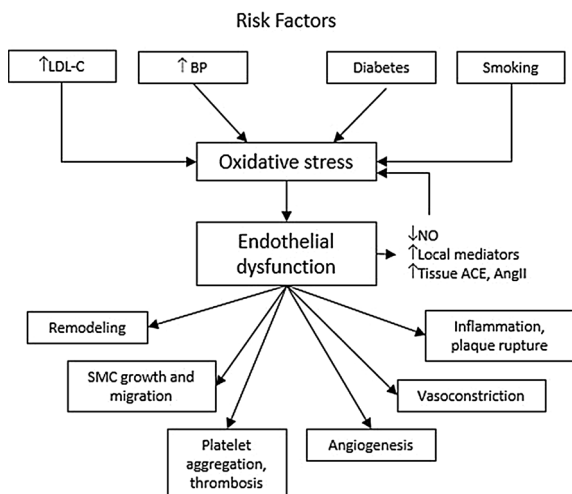 Risk Factors
↑LDL-C
↑ BP
Diabetes
Smoking
Oxidative stress
Endothelial
dysfunction
↓NO
↑Local mediators
↑Tissue ACE, AngII
Remodeling
Inflammation,
plaque rupture
SMC growth and
migration
Vasoconstriction
Platelet
aggregation,
thrombosis
Angiogenesis